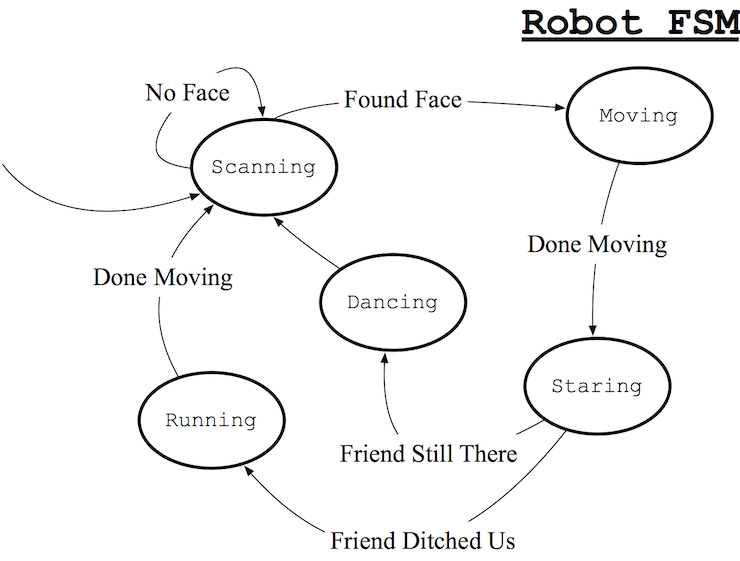 Robot FSM
No Face
Found Face
Moving
Scanning
Done Moving
Done Moving
Dancing
Staring
Running
Friend Still There
Friend Ditched Us